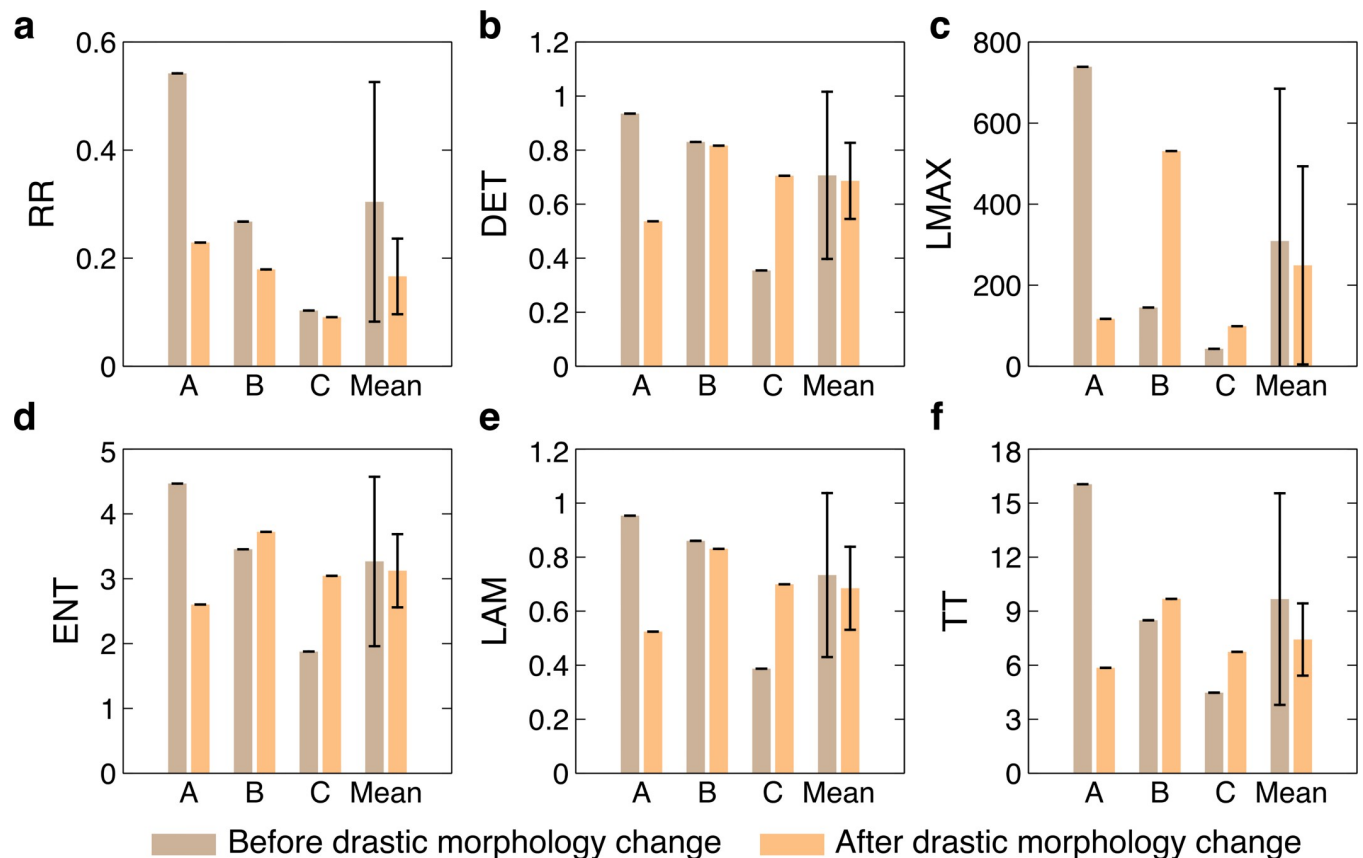 a
RR
0.6
0.4
0.2
0
A B C Mean
b
DET
1.2
1
0.8
0.6
0.4
0.2
0
A B C Mean
c
LMAX
800
600
400
200
0
A B C Mean
d
ENT
5
4
3
2
1
0
A B C Mean
e
LAM
1.2
1
0.8
0.6
0.4
0.2
0
A B C Mean
f
TT
18
15
12
9
6
3
0
A B C Mean
Before drastic morphology change
After drastic morphology change